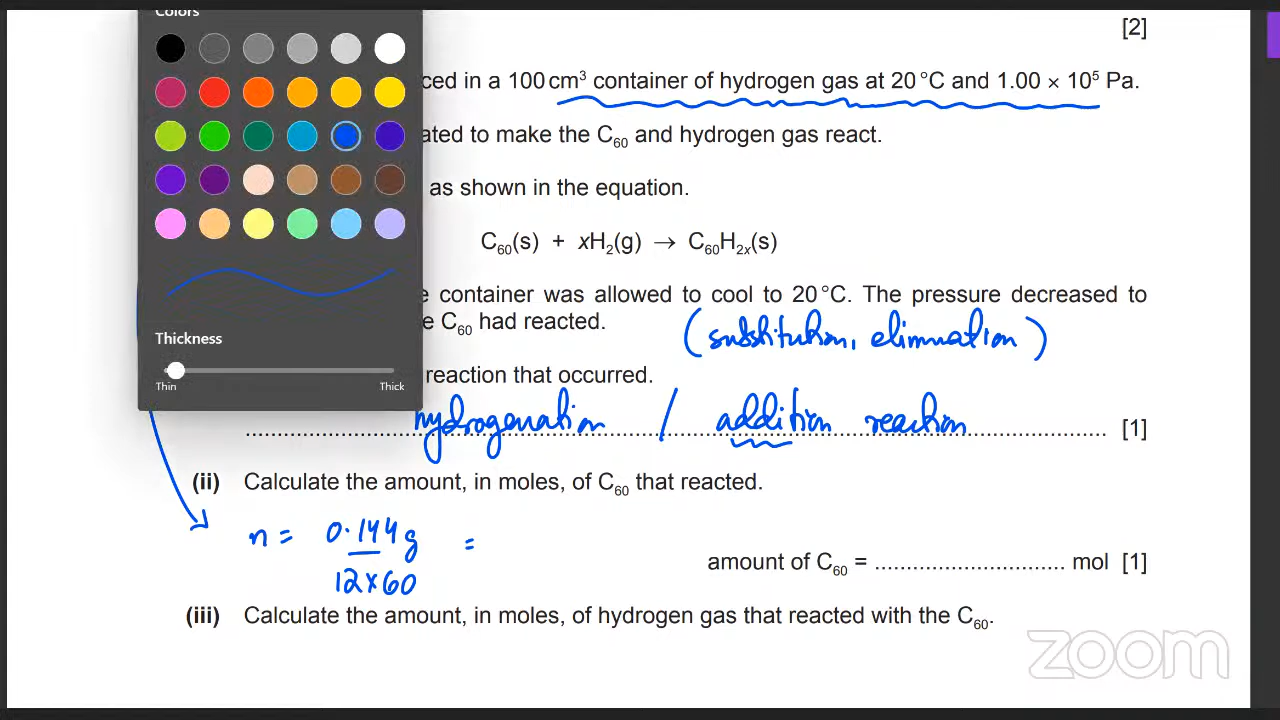 Colors
[2]
ced in a 100 cm³ container of hydrogen gas at 20 °C and 1.00 × 10⁵ Pa.
ated to make the C₆₀ and hydrogen gas react.
as shown in the equation.
C₆₀(s) + xH₂(g) → C₆₀H₂ₓ(s)
e container was allowed to cool to 20 °C. The pressure decreased to
e C₆₀ had reacted.
(substitution, elimination)
Thickness
Thin Thick
reaction that occurred.
hydrogenation / addition reaction [1]
(ii) Calculate the amount, in moles, of C₆₀ that reacted.
n = 0.144 g =
12×60
amount of C₆₀ = .............................. mol [1]
(iii) Calculate the amount, in moles, of hydrogen gas that reacted with the C₆₀.
zoom